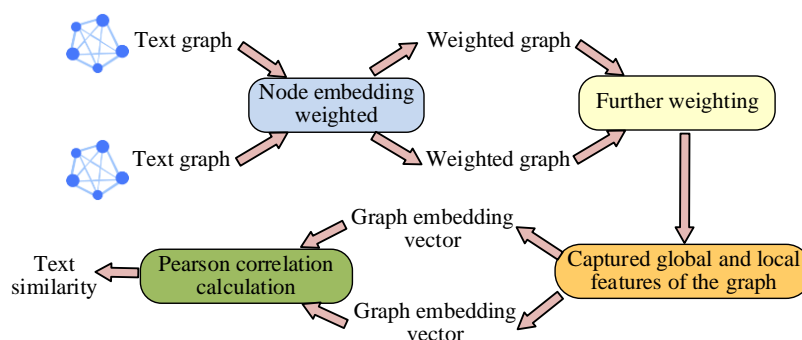 Text graph
Weighted graph
Node embedding
weighted
Further weighting
Text graph
Weighted graph
Graph embedding
vector
Text
similarity
Pearson correlation
calculation
Captured global and local
features of the graph
Graph embedding
vector